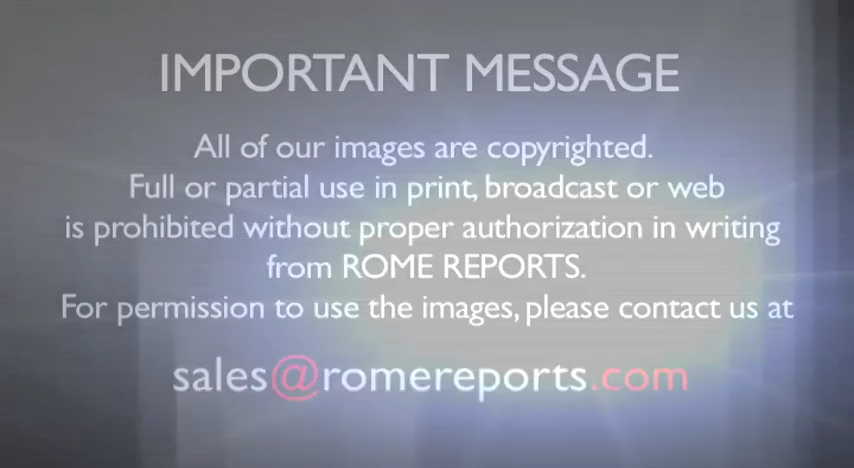 IMPORTANT MESSAGE
All of our images are copyrighted.
Full or partial use in print, broadcast or web
is prohibited without proper authorization in writing
from ROME REPORTS.
For permission to use the images, please contact us at
sales@romereports.com